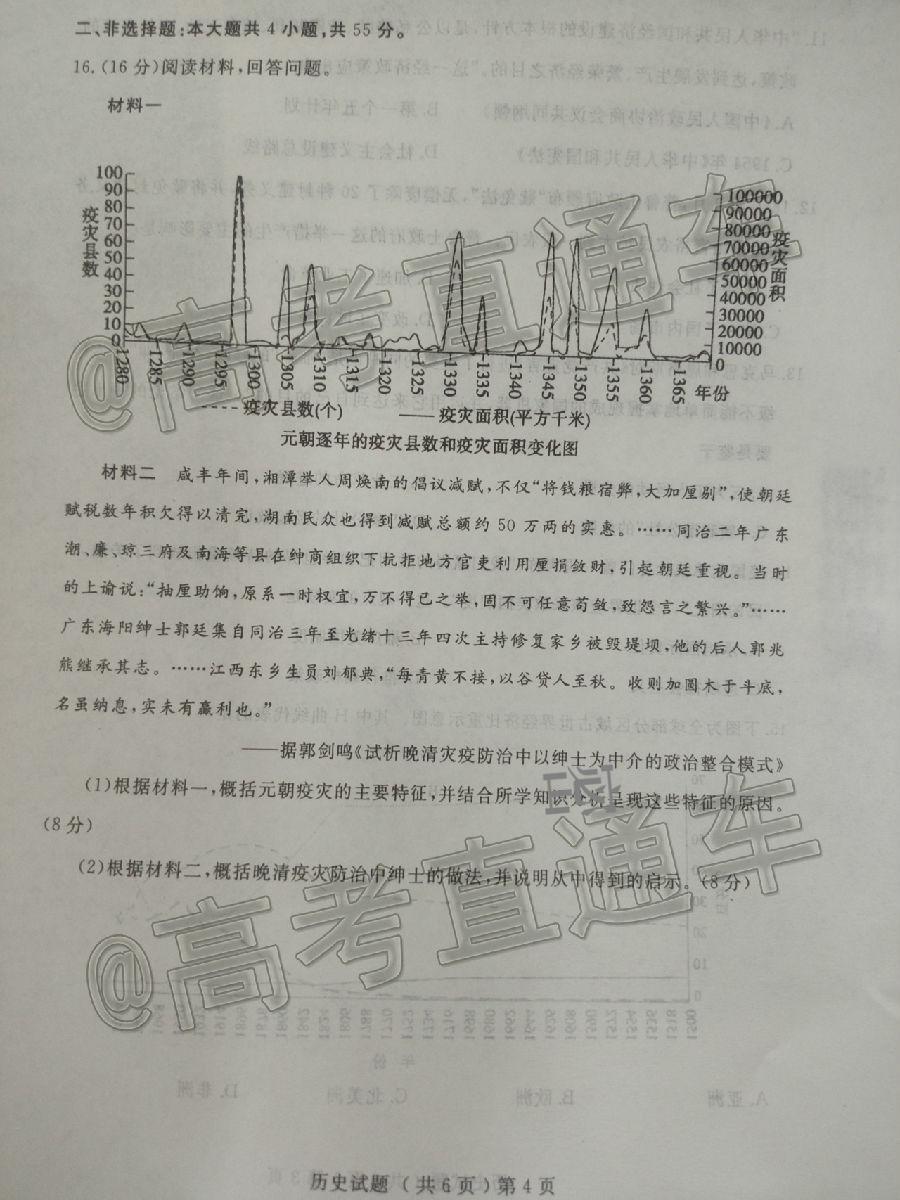 二、非选择题:本大题共4小题,共55分。
16.(16分)阅读材料,回答问题。
材料一
100
90
80
70
60
50
40
30
20
10
0
疫灾县数
100000
90000
80000
70000
60000
50000
40000
30000
20000
10000
0
疫灾面积
1280
1285
1290
1295
1300
1305
1310
1315
1320
1325
1330
1335
1340
1345
1350
1355
1360
1365
年份
疫灾县数(个)
疫灾面积(平方千米)
元朝逐年的疫灾县数和疫灾面积变化图
材料二 咸丰年间,湘潭举人周焕南的倡议减赋,不仅“将钱粮宿弊,大加厘剔”,使朝廷
赋税数年积欠得以清完,湖南民众也得到减赋总额约50万两的实惠。……同治二年广东
潮、廉、琼三府及南海等县在绅商组织下抗拒地方官吏利用厘捐敛财,引起朝廷重视。当时
的上谕说:“抽厘助饷,原系一时权宜,万不得已之举,固不可任意苛敛,致怨言之繁兴。”……
广东海阳绅士郭廷集自同治三年至光绪十三年四次主持修复家乡被毁堤坝,他的后人郭兆
熊继承其志。……江西东乡生员刘郁典,“每青黄不接,以谷贷人至秋。收则加圆木于斗底,
名虽纳息,实未有赢利也。”
——据郭剑鸣《试析晚清灾疫防治中以绅士为中介的政治整合模式》
(1)根据材料一,概括元朝疫灾的主要特征,并结合所学知识分析呈现这些特征的原因。
(8分)
(2)根据材料二,概括晚清疫灾防治中绅士的做法,并说明从中得到的启示。(8分)
@高考直通车
@高考直通车
历史试题 (共6页)第4页